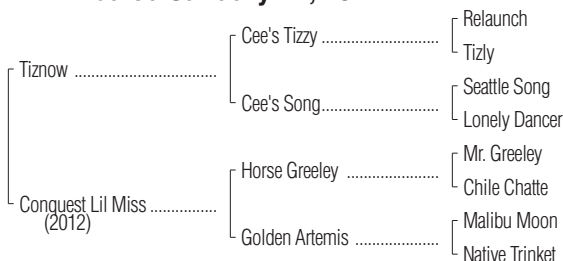 Relaunch
Cee's Tizzy ..............................
Tizly
Tiznow ....................................
Seattle Song
Cee's Song..............................
Lonely Dancer
Mr. Greeley
Horse Greeley .......................
Chile Chatte
Conquest Lil Miss .................
(2012)
Malibu Moon
Golden Artemis .....................
Native Trinket